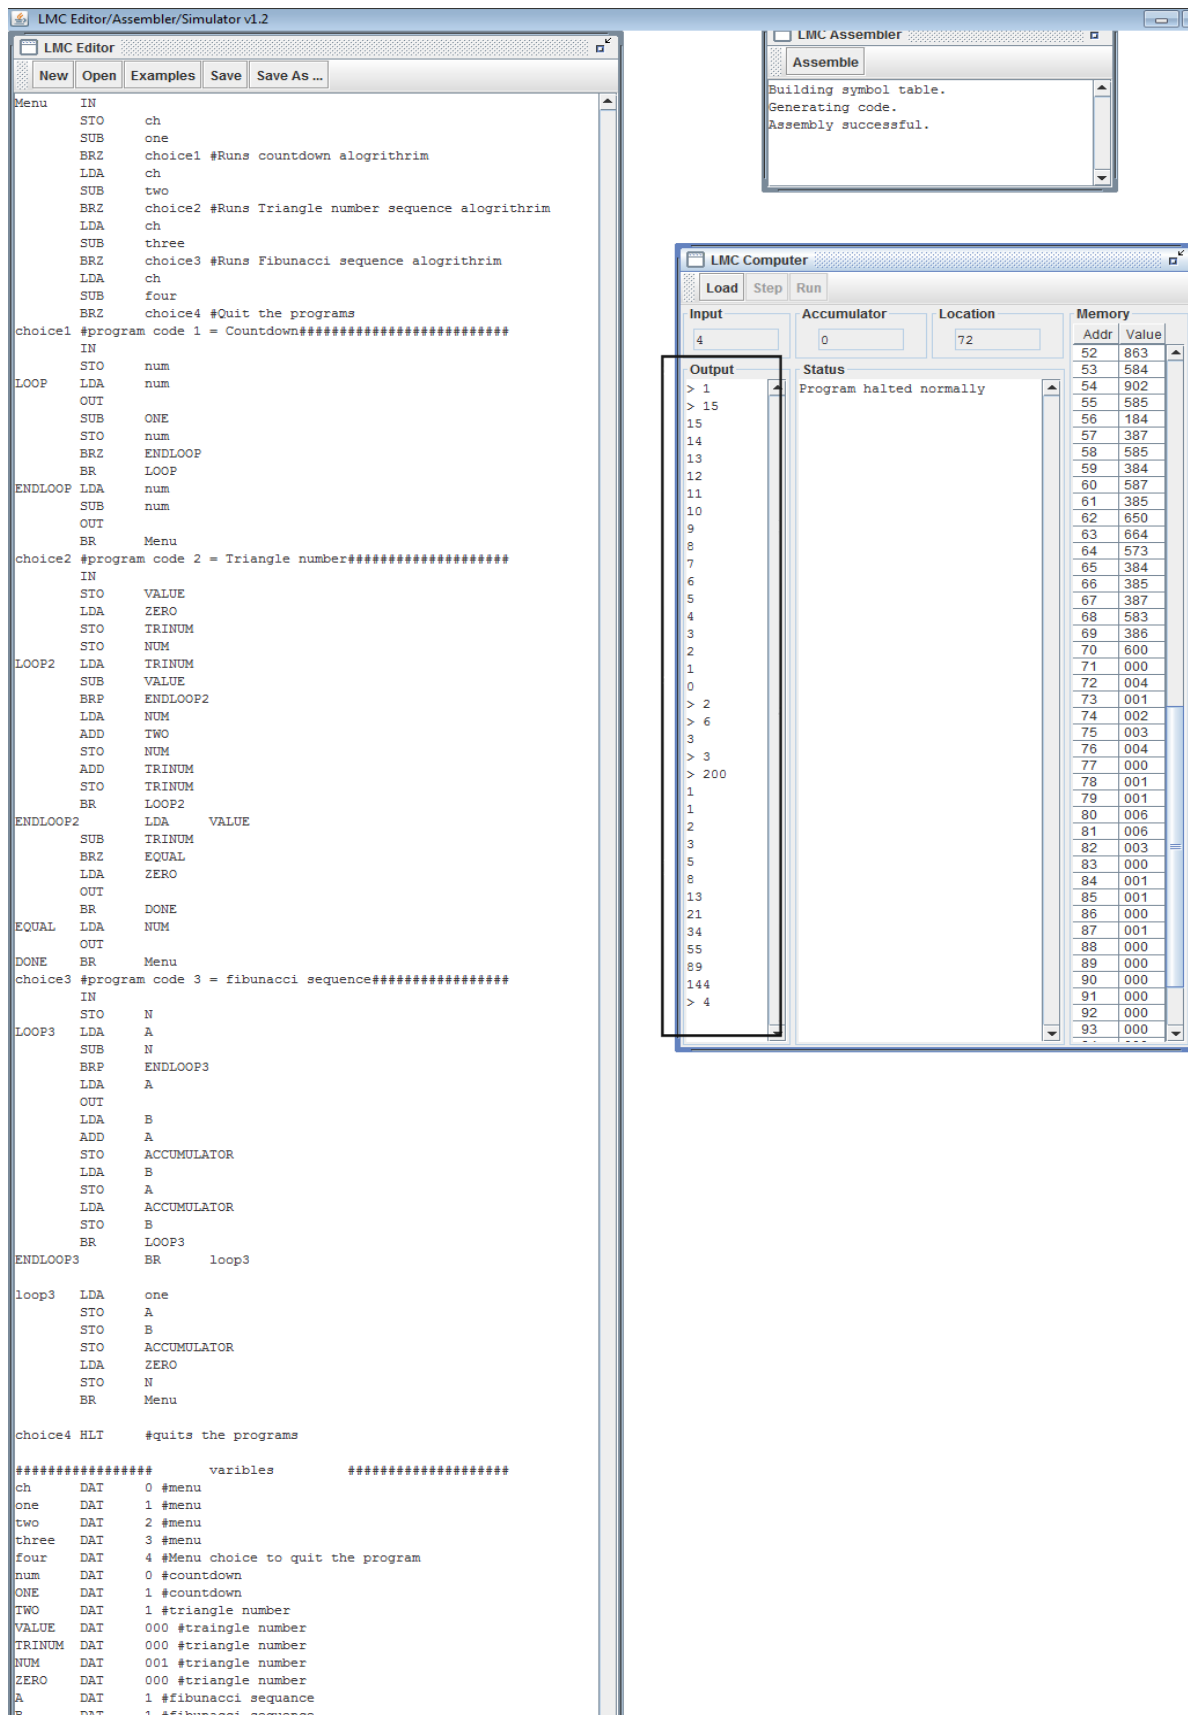 LMC Editor/Assembler/Simulator v1.2
LMC Editor
New Open Examples Save Save As ...
Menu IN
STO ch
SUB one
BRZ choice1 #Runs countdown alogrithrim
LDA ch
SUB two
BRZ choice2 #Runs Triangle number sequence alogrithrim
LDA ch
SUB three
BRZ choice3 #Runs Fibunacci sequence alogrithrim
LDA ch
SUB four
BRZ choice4 #Quit the programs
choice1 #program code 1 = Countdown##########################
IN
STO num
LOOP LDA num
OUT
SUB ONE
STO num
BRZ ENDLOOP
BR LOOP
ENDLOOP LDA num
SUB num
OUT
BR Menu
choice2 #program code 2 = Triangle number####################
IN
STO VALUE
LDA ZERO
STO TRINUM
STO NUM
LOOP2 LDA TRINUM
SUB VALUE
BRP ENDLOOP2
LDA NUM
ADD TWO
STO NUM
ADD TRINUM
STO TRINUM
BR LOOP2
ENDLOOP2 LDA VALUE
SUB TRINUM
BRZ EQUAL
LDA ZERO
OUT
BR DONE
EQUAL LDA NUM
OUT
DONE BR Menu
choice3 #program code 3 = fibunacci sequence#################
IN
STO N
LOOP3 LDA A
SUB N
BRP ENDLOOP3
LDA A
OUT
LDA B
ADD A
STO ACCUMULATOR
LDA B
STO A
LDA ACCUMULATOR
STO B
BR LOOP3
ENDLOOP3 BR loop3
loop3 LDA one
STO A
STO B
STO ACCUMULATOR
LDA ZERO
STO N
BR Menu
choice4 HLT #quits the programs
################# varibles ####################
ch DAT 0 #menu
one DAT 1 #menu
two DAT 2 #menu
three DAT 3 #menu
four DAT 4 #Menu choice to quit the program
num DAT 0 #countdown
ONE DAT 1 #countdown
TWO DAT 1 #triangle number
VALUE DAT 000 #traingle number
TRINUM DAT 000 #triangle number
NUM DAT 001 #triangle number
ZERO DAT 000 #triangle number
A DAT 1 #fibunacci sequance
B DAT 1 #fibunacci sequence
LMC Assembler
Assemble
Building symbol table.
Generating code.
Assembly successful.
LMC Computer
Load Step Run
Input
4
Accumulator
0
Location
72
Output
> 1
> 15
15
14
13
12
11
10
9
8
7
6
5
4
3
2
1
0
> 2
> 6
3
> 3
> 200
1
1
2
3
5
8
13
21
34
55
89
144
> 4
Status
Program halted normally
Memory
Addr Value
52 863
53 584
54 902
55 585
56 184
57 387
58 585
59 384
60 587
61 385
62 650
63 664
64 573
65 384
66 385
67 387
68 583
69 386
70 600
71 000
72 004
73 001
74 002
75 003
76 004
77 000
78 001
79 001
80 006
81 006
82 003
83 000
84 001
85 001
86 000
87 001
88 000
89 000
90 000
91 000
92 000
93 000